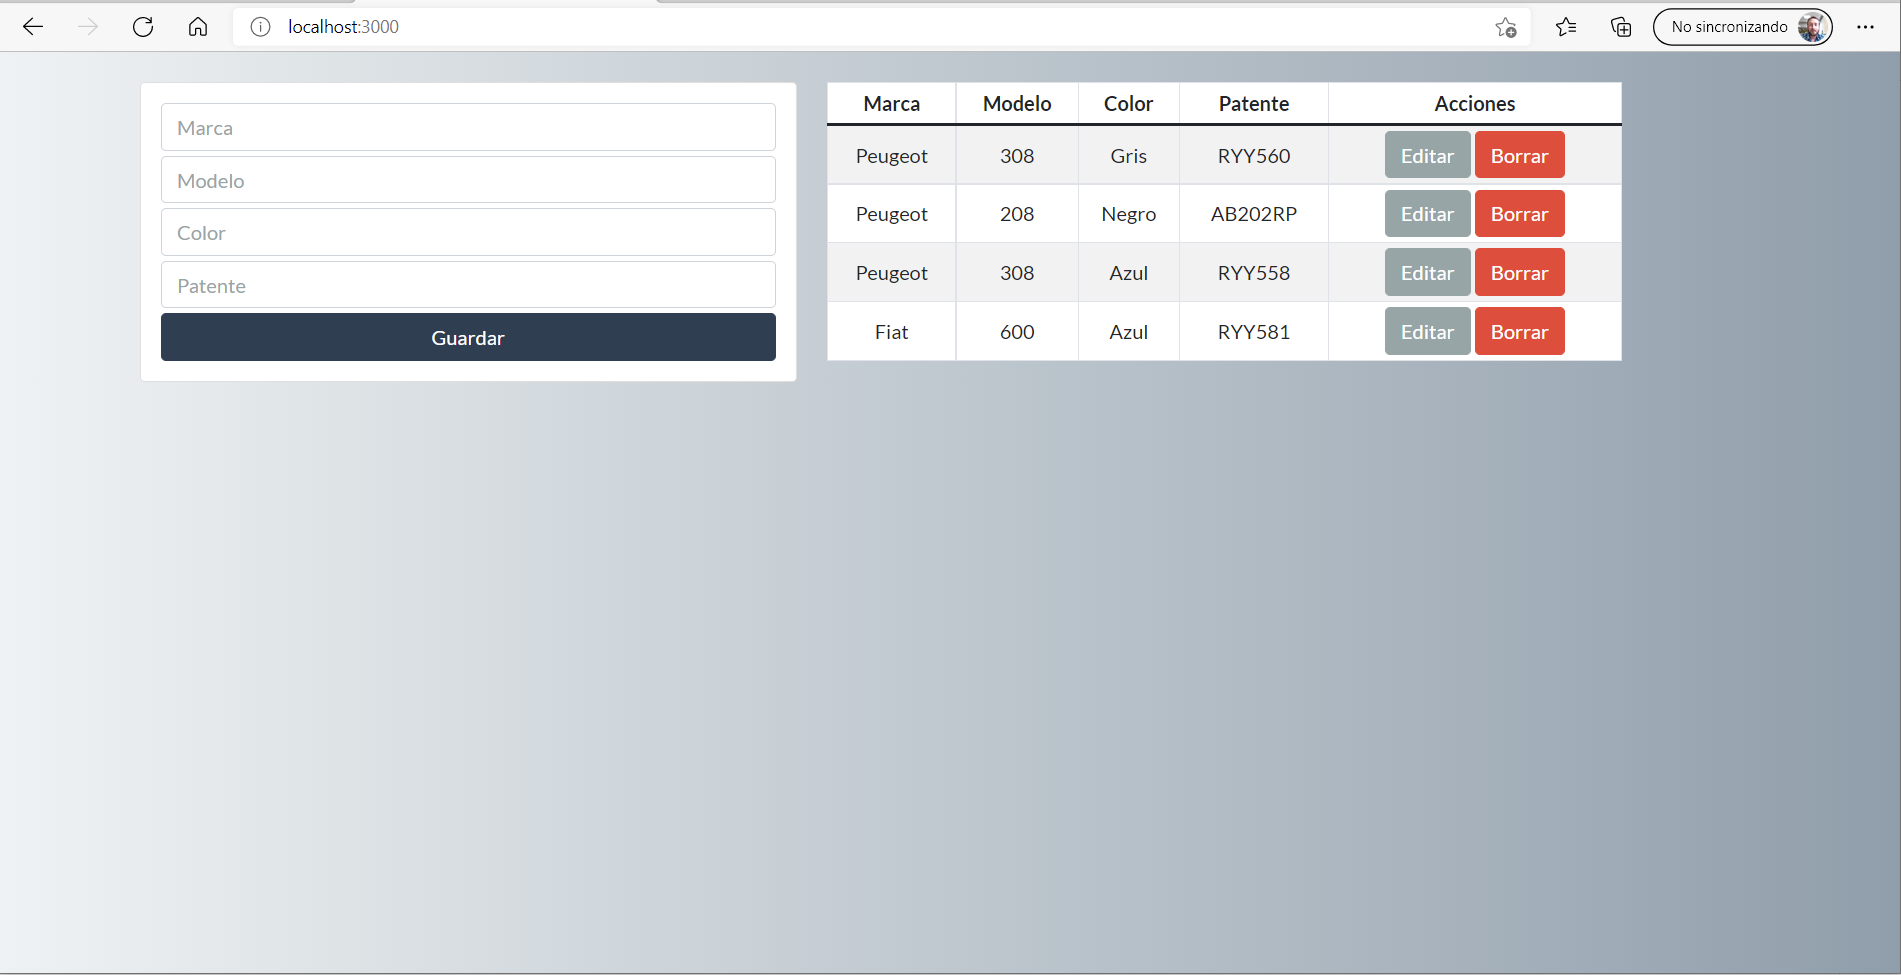 localhost:3000
No sincronizando
Marca
Modelo
Color
Patente
Guardar
Marca Modelo Color Patente Acciones
Peugeot 308 Gris RYY560 Editar Borrar
Peugeot 208 Negro AB202RP Editar Borrar
Peugeot 308 Azul RYY558 Editar Borrar
Fiat 600 Azul RYY581 Editar Borrar